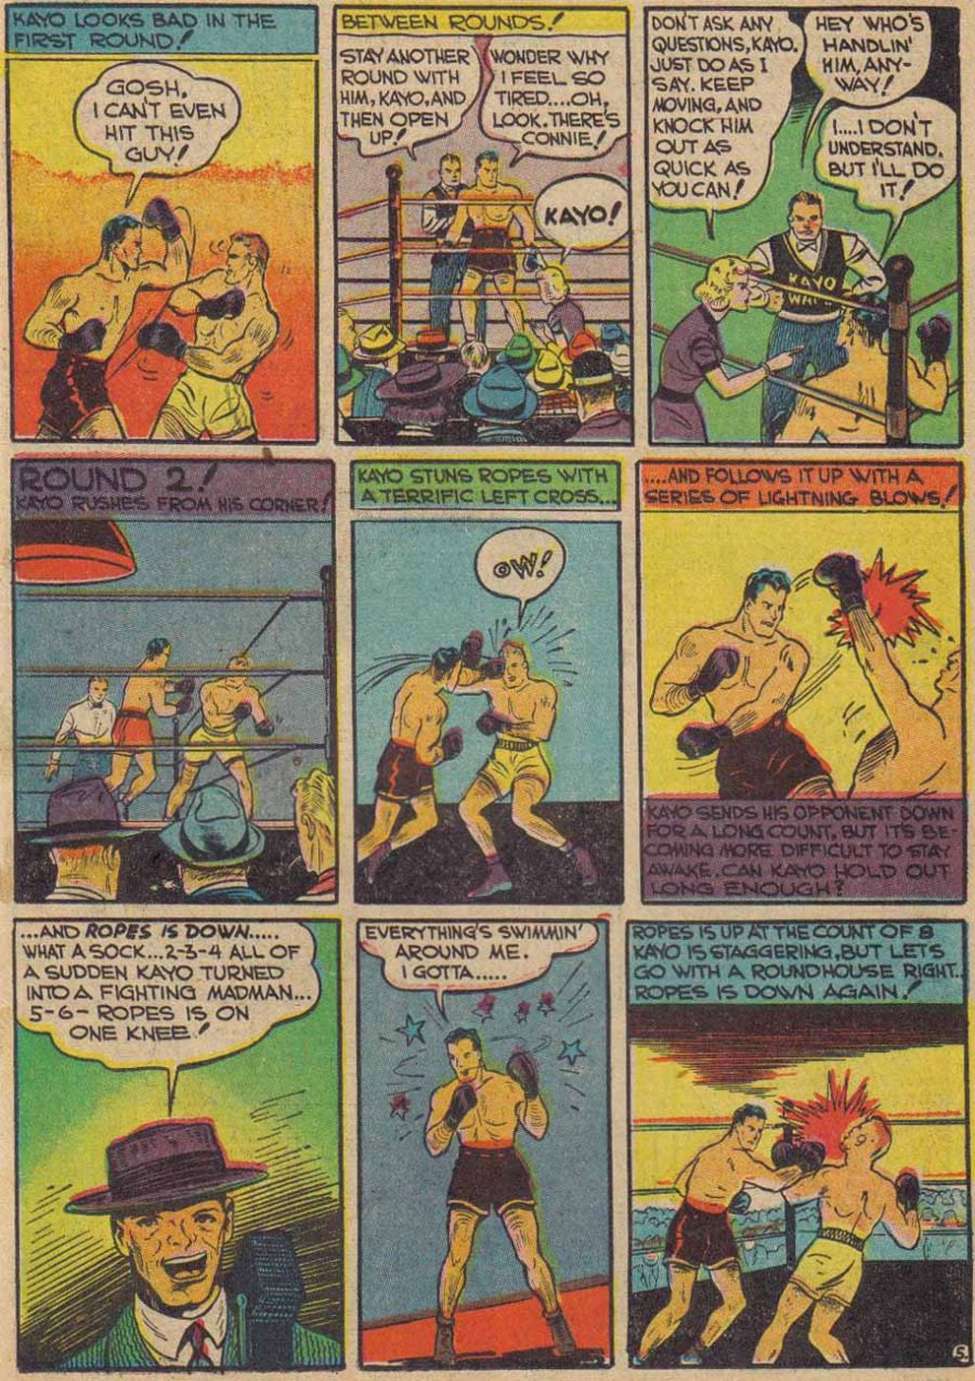 KAYO LOOKS BAD IN THE
FIRST ROUND!
GOSH,
I CAN'T EVEN
HIT THIS
GUY!
BETWEEN ROUNDS!
STAY ANOTHER
ROUND WITH
HIM, KAYO, AND
THEN OPEN
UP!
WONDER WHY
I FEEL SO
TIRED....OH,
LOOK. THERE'S
CONNIE!
KAYO!
DON'T ASK ANY
QUESTIONS, KAYO.
JUST DO AS I
SAY. KEEP
MOVING, AND
KNOCK HIM
OUT AS
QUICK AS
YOU CAN!
HEY WHO'S
HANDLIN'
HIM, ANY-
WAY!
I....I DON'T
UNDERSTAND.
BUT I'LL DO
IT!
KAYO
ROUND 2!
KAYO RUSHES FROM HIS CORNER!
KAYO STUNS ROPES WITH
A TERRIFIC LEFT CROSS...
OW!
....AND FOLLOWS IT UP WITH A
SERIES OF LIGHTNING BLOWS!
KAYO SENDS HIS OPPONENT DOWN
FOR A LONG COUNT, BUT IT'S BE-
COMING MORE DIFFICULT TO STAY
AWAKE. CAN KAYO HOLD OUT
LONG ENOUGH?
...AND ROPES IS DOWN.....
WHAT A SOCK...2-3-4 ALL OF
A SUDDEN KAYO TURNED
INTO A FIGHTING MADMAN...
5-6- ROPES IS ON
ONE KNEE!
EVERYTHING'S SWIMMIN'
AROUND ME.
I GOTTA.....
ROPES IS UP AT THE COUNT OF 8
KAYO IS STAGGERING, BUT LETS
GO WITH A ROUNDHOUSE RIGHT..
ROPES IS DOWN AGAIN!
5.